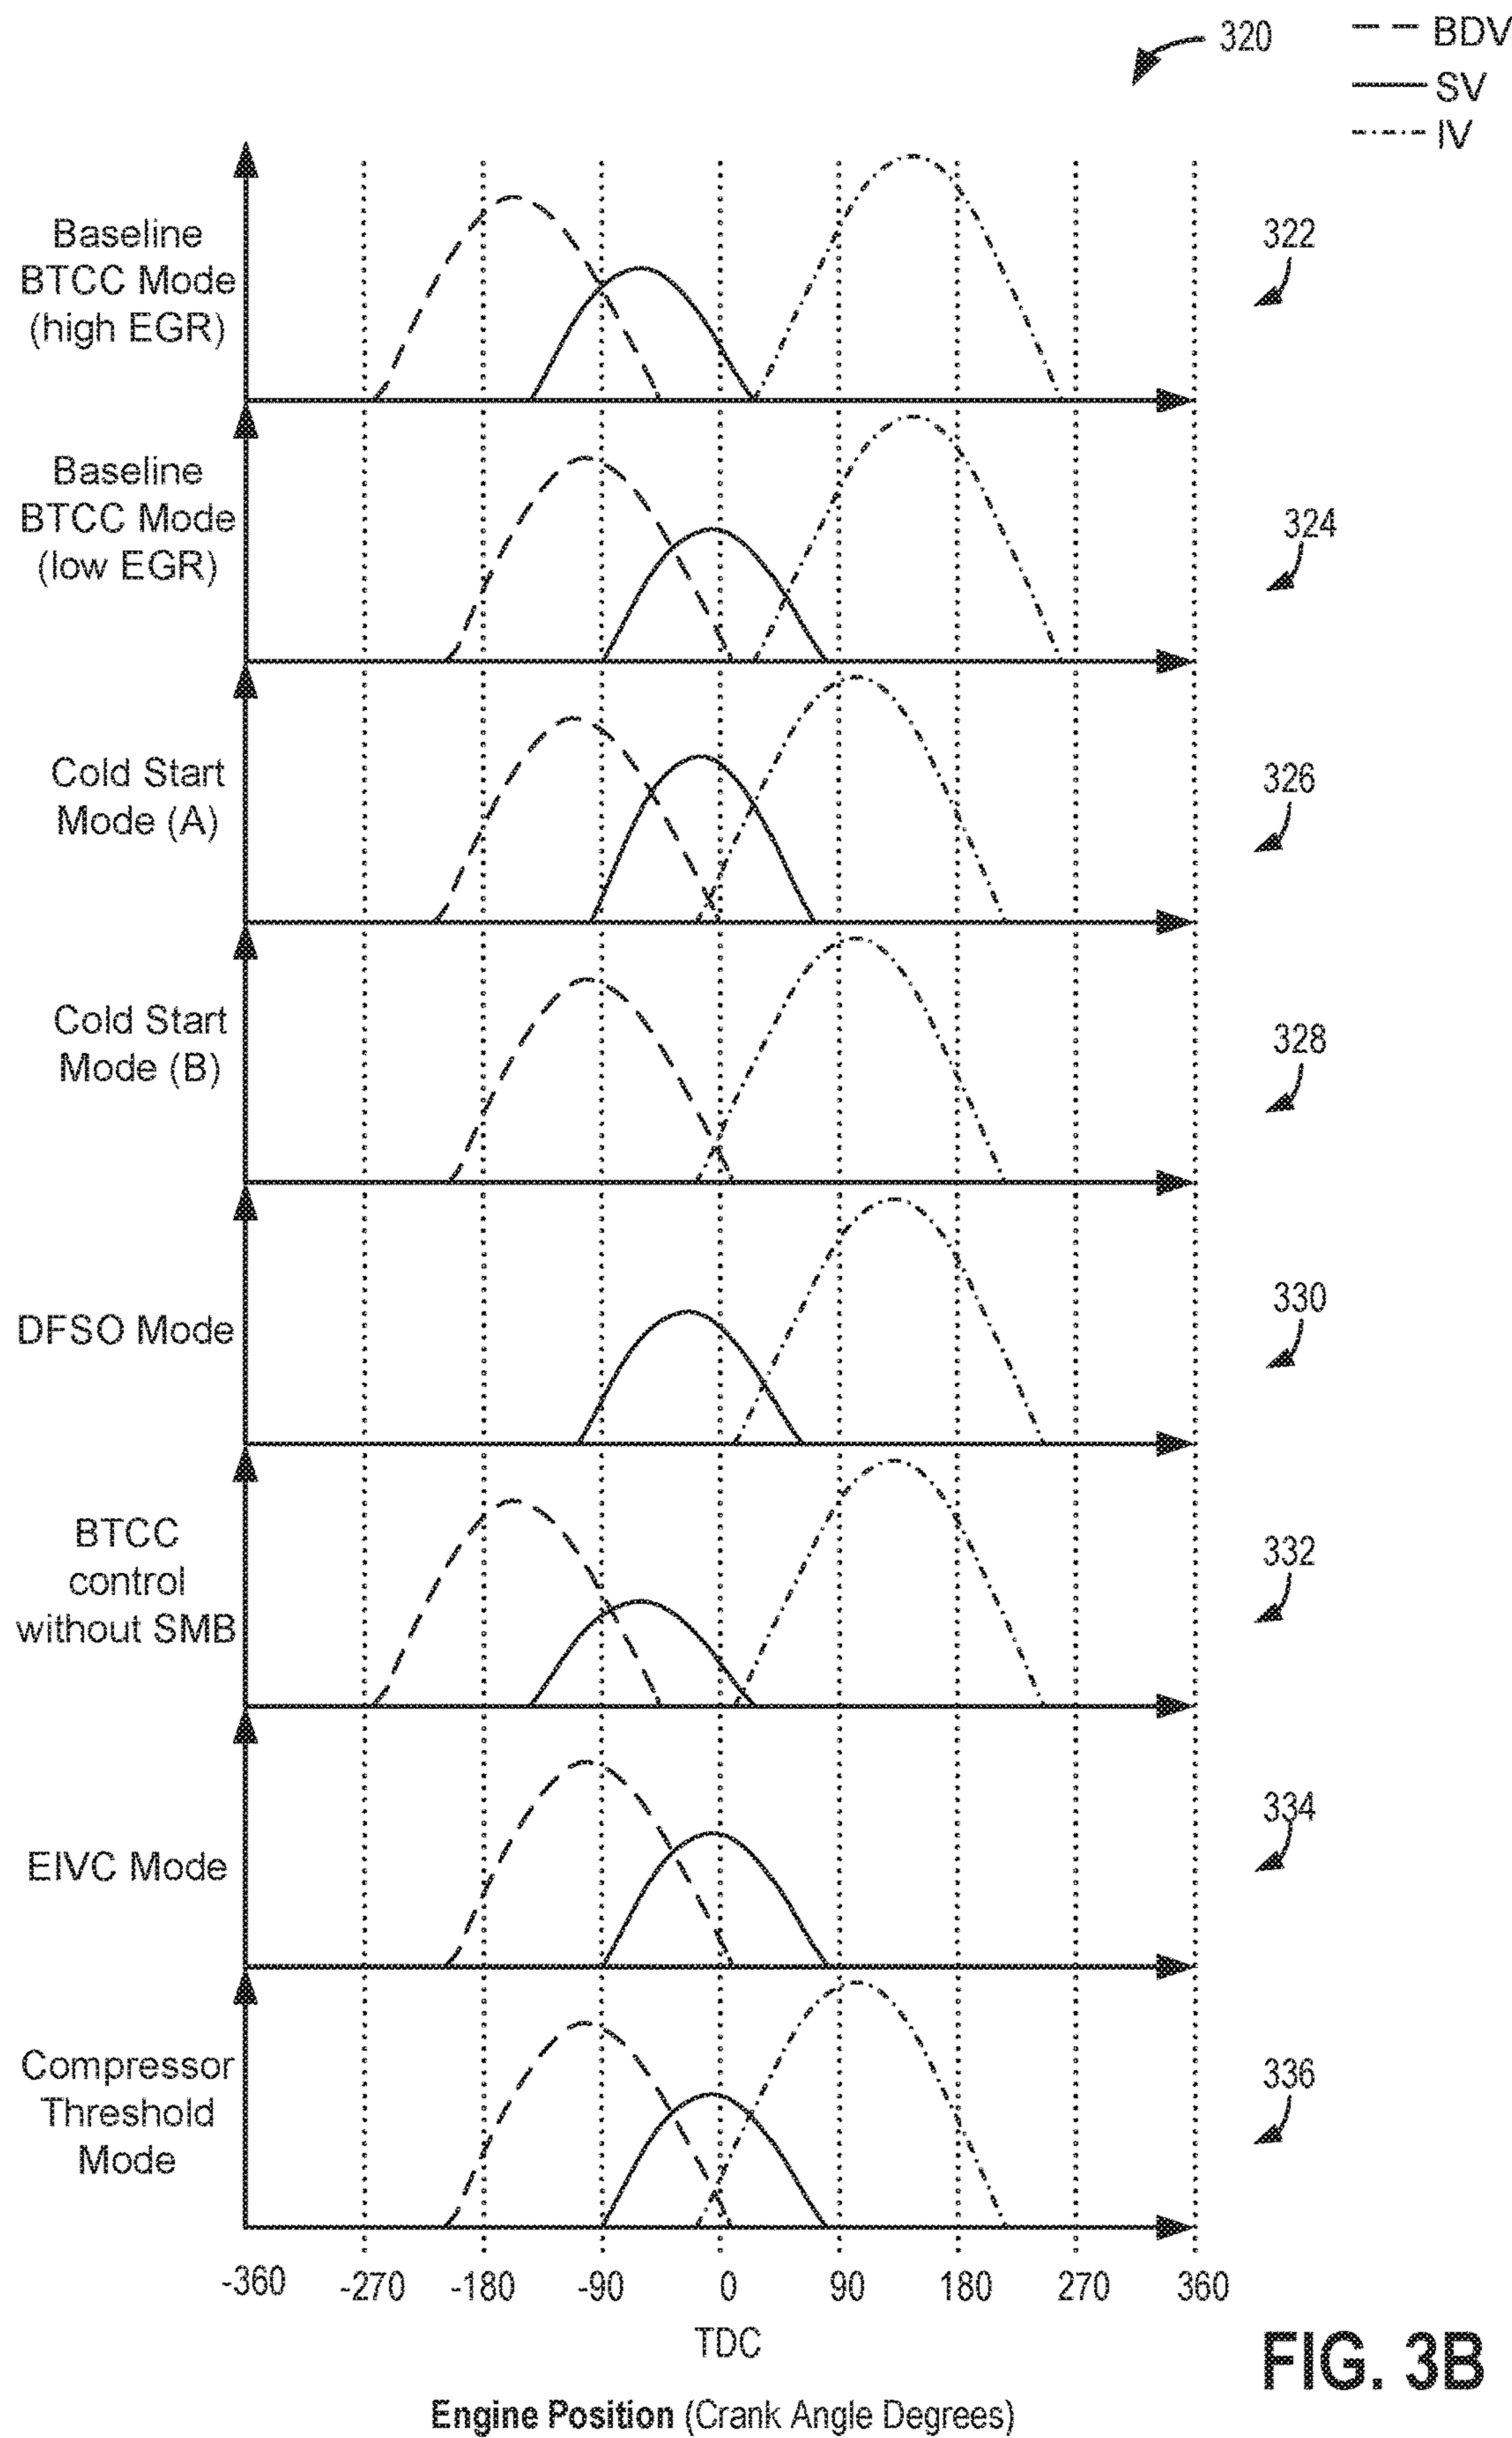 320
BDV
SV
IV
Baseline
BTCC Mode
(high EGR)
322
Baseline
BTCC Mode
(low EGR)
324
Cold Start
Mode (A)
326
Cold Start
Mode (B)
328
DFSO Mode
330
BTCC
control
without SMB
332
EIVC Mode
334
Compressor
Threshold
Mode
336
-360 -270 -180 -90 0 90 180 270 360
TDC
FIG. 3B
Engine Position (Crank Angle Degrees)